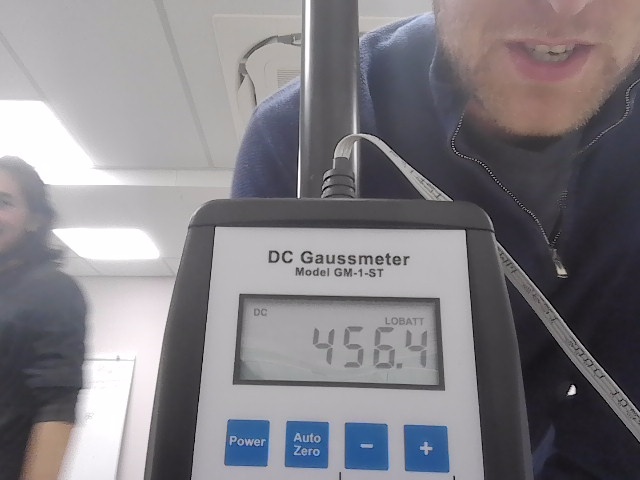 DC Gaussmeter
Model GM-1-ST
DC
LOBATT
456.4
Power
Auto
Zero
-
+